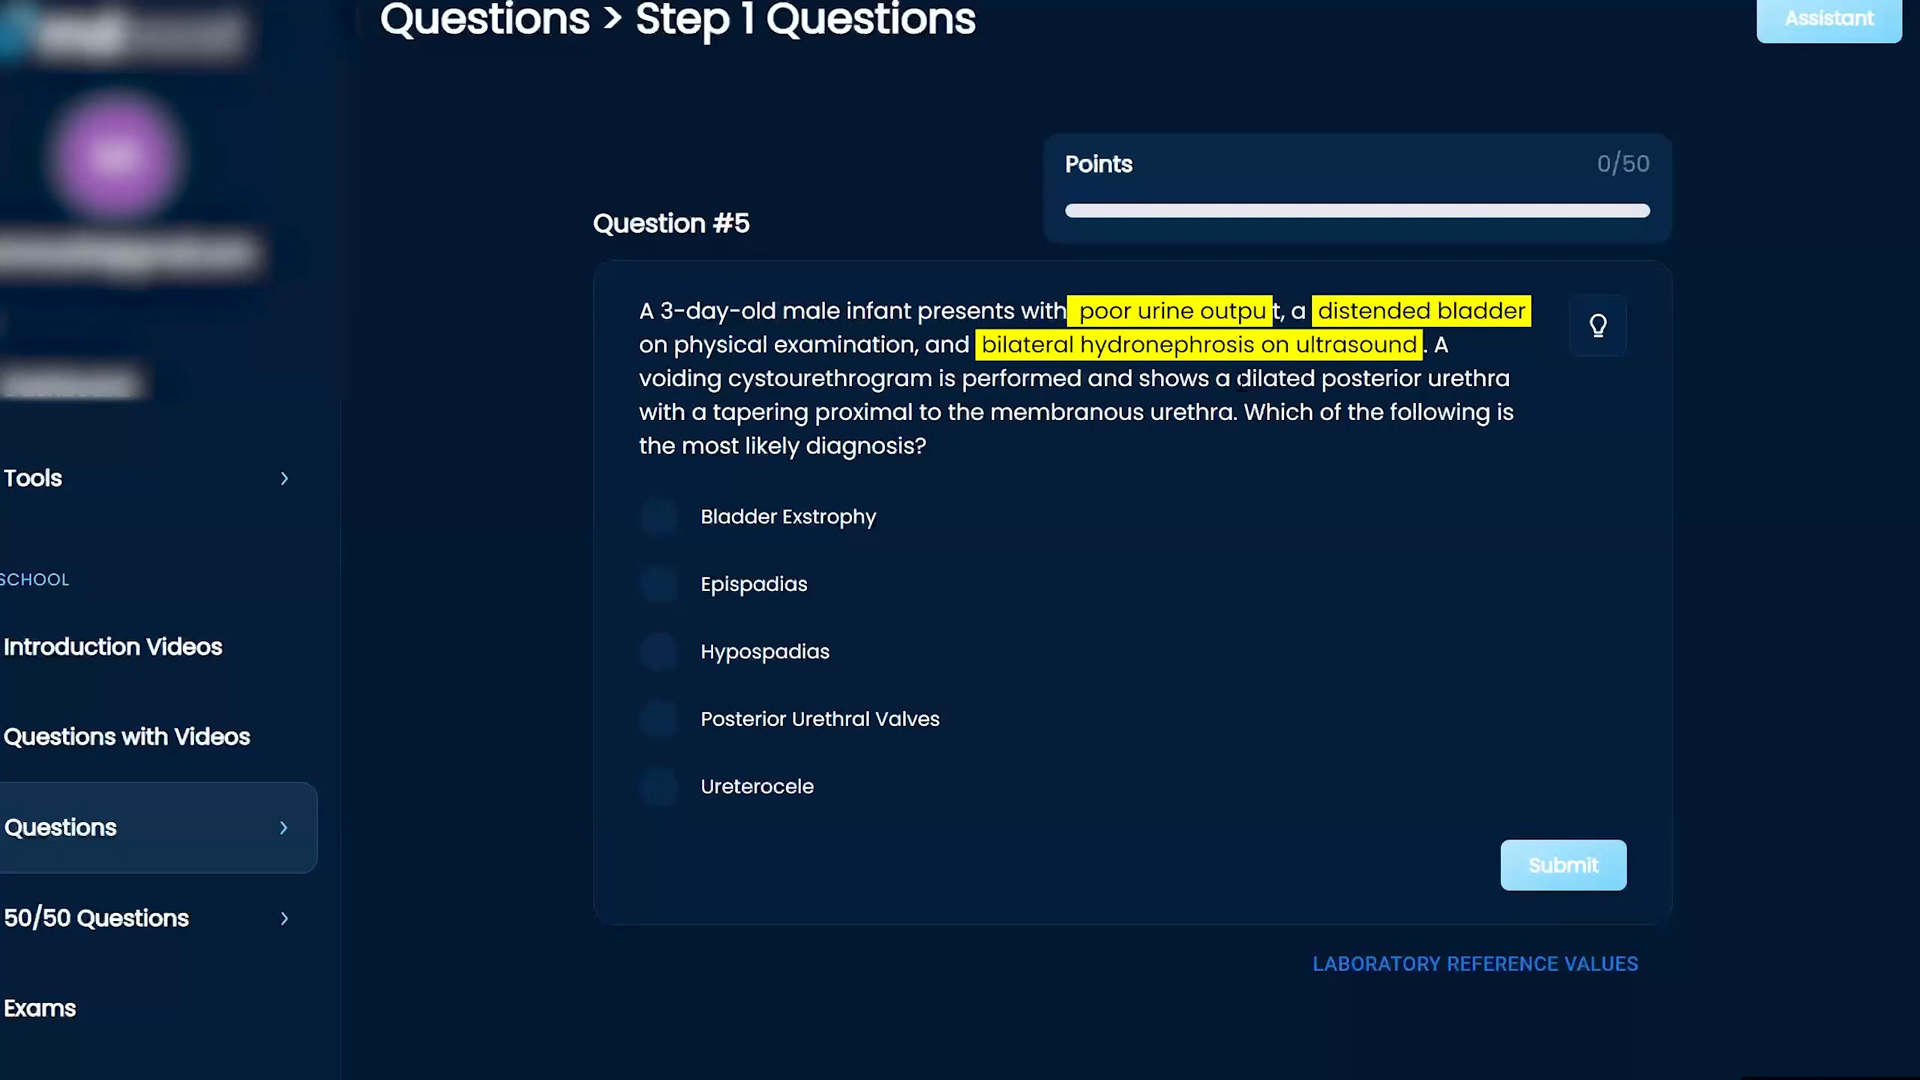 Questions > Step 1 Questions
Assistant
Points
0/50
Question #5
A 3-day-old male infant presents with poor urine output, a distended bladder
on physical examination, and bilateral hydronephrosis on ultrasound. A
voiding cystourethrogram is performed and shows a dilated posterior urethra
with a tapering proximal to the membranous urethra. Which of the following is
the most likely diagnosis?
Bladder Exstrophy
Epispadias
Hypospadias
Posterior Urethral Valves
Ureterocele
Submit
LABORATORY REFERENCE VALUES
Tools
SCHOOL
Introduction Videos
Questions with Videos
Questions
50/50 Questions
Exams